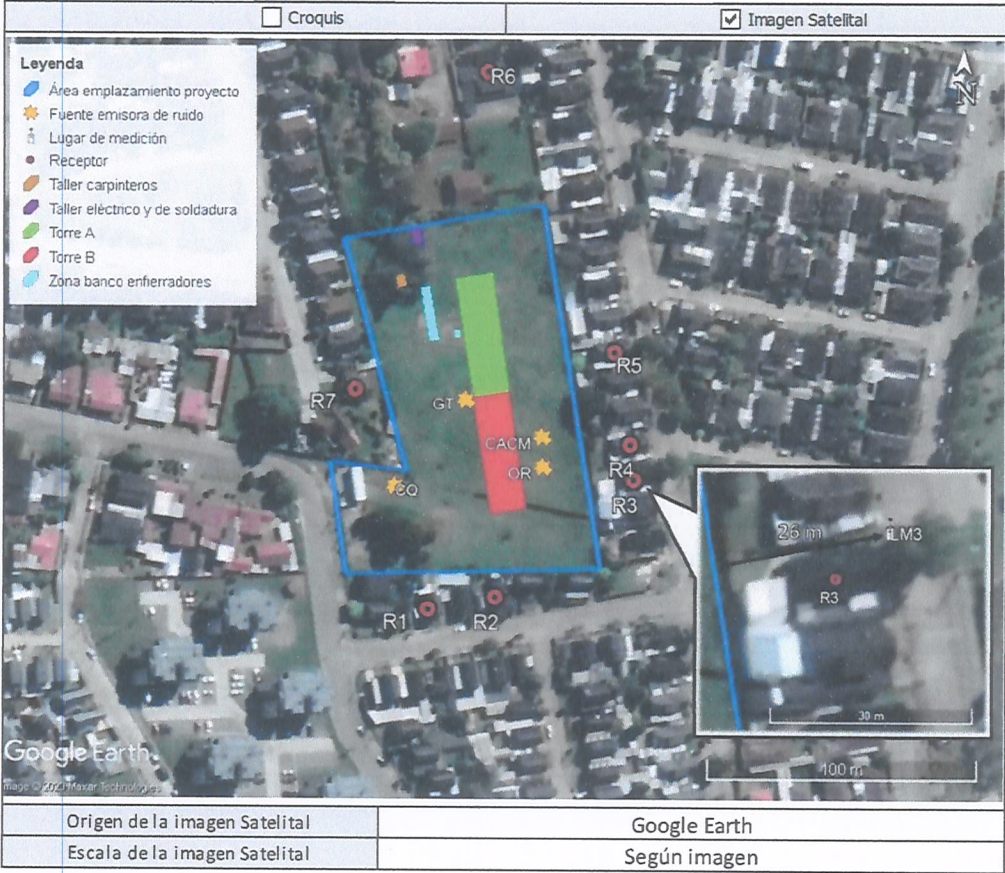 Croquis
Imagen Satelital
Leyenda
Área emplazamiento proyecto
Fuente emisora de ruido
Lugar de medición
Receptor
Taller carpinteros
Taller eléctrico y de soldadura
Torre A
Torre B
Zona banco enfierradores
N
R6
R5
R7
GT
CACM
R4
OR
CQ
R3
26 m
LM3
R3
R1
R2
30 m
Google Earth
100 m
Maxar Technologies
Origen de la imagen Satelital
Google Earth
Escala de la imagen Satelital
Según imagen